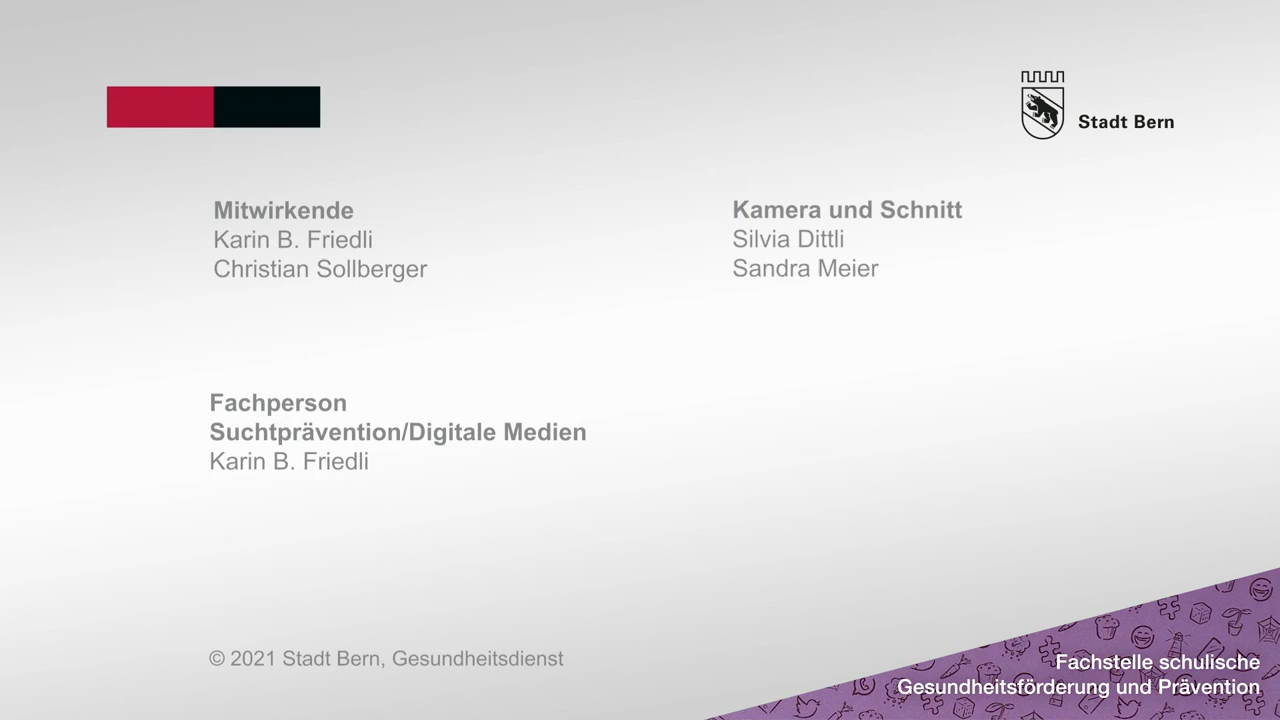 Stadt Bern
Mitwirkende
Karin B. Friedli
Christian Sollberger
Kamera und Schnitt
Silvia Dittli
Sandra Meier
Fachperson
Suchtprävention/Digitale Medien
Karin B. Friedli
© 2021 Stadt Bern, Gesundheitsdienst
Fachstelle schulische
Gesundheitsförderung und Prävention